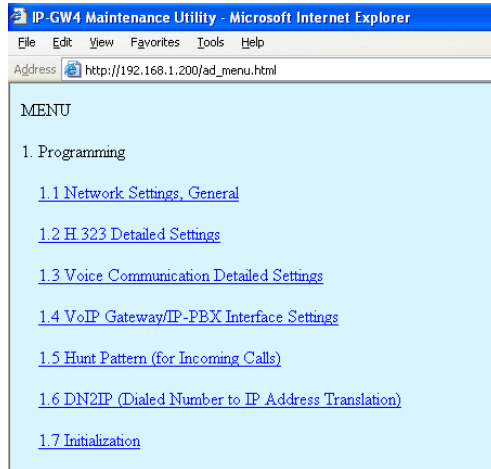 IP-GW4 Maintenance Utility - Microsoft Internet Explorer
File Edit View Favorites Tools Help
Address http://192.168.1.200/ad_menu.html
MENU
1. Programming
1.1 Network Settings, General
1.2 H.323 Detailed Settings
1.3 Voice Communication Detailed Settings
1.4 VoIP Gateway/IP-PBX Interface Settings
1.5 Hunt Pattern (for Incoming Calls)
1.6 DN2IP (Dialed Number to IP Address Translation)
1.7 Initialization